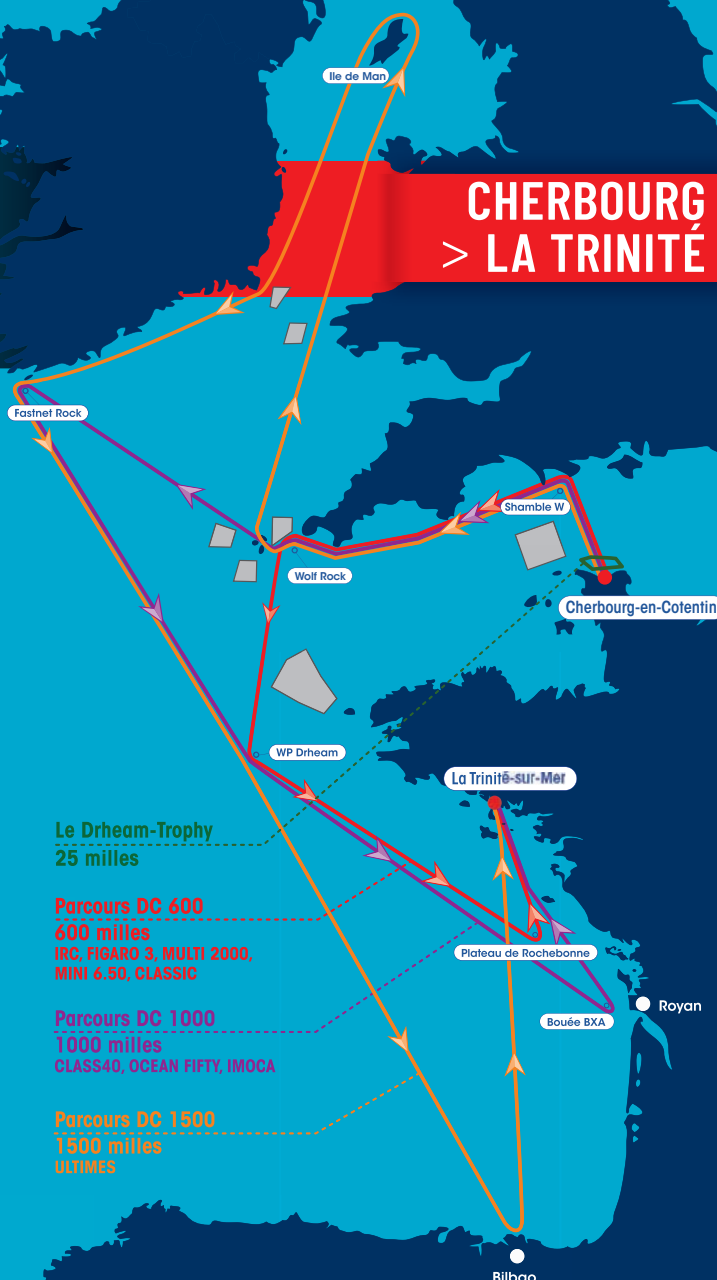 Ile de Man
CHERBOURG
> LA TRINITÉ
Fastnet Rock
Shamble W
Wolf Rock
Cherbourg-en-Cotentin
WP Drheam
La Trinité-sur-Mer
Le Drheam-Trophy
25 milles
Parcours DC 600
600 milles
IRC, FIGARO 3, MULTI 2000,
MINI 6.50, CLASSIC
Plateau de Rochebonne
Royan
Parcours DC 1000
Bouée BXA
1000 milles
CLASS40, OCEAN FIFTY, IMOCA
Parcours DC 1500
1500 milles
ULTIMES
Bilbao